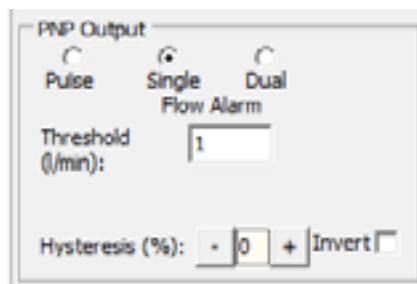 PNP Output
Pulse Single Dual
Flow Alarm
Threshold 1
(l/min):
Hysteresis (%): - 0 + Invert